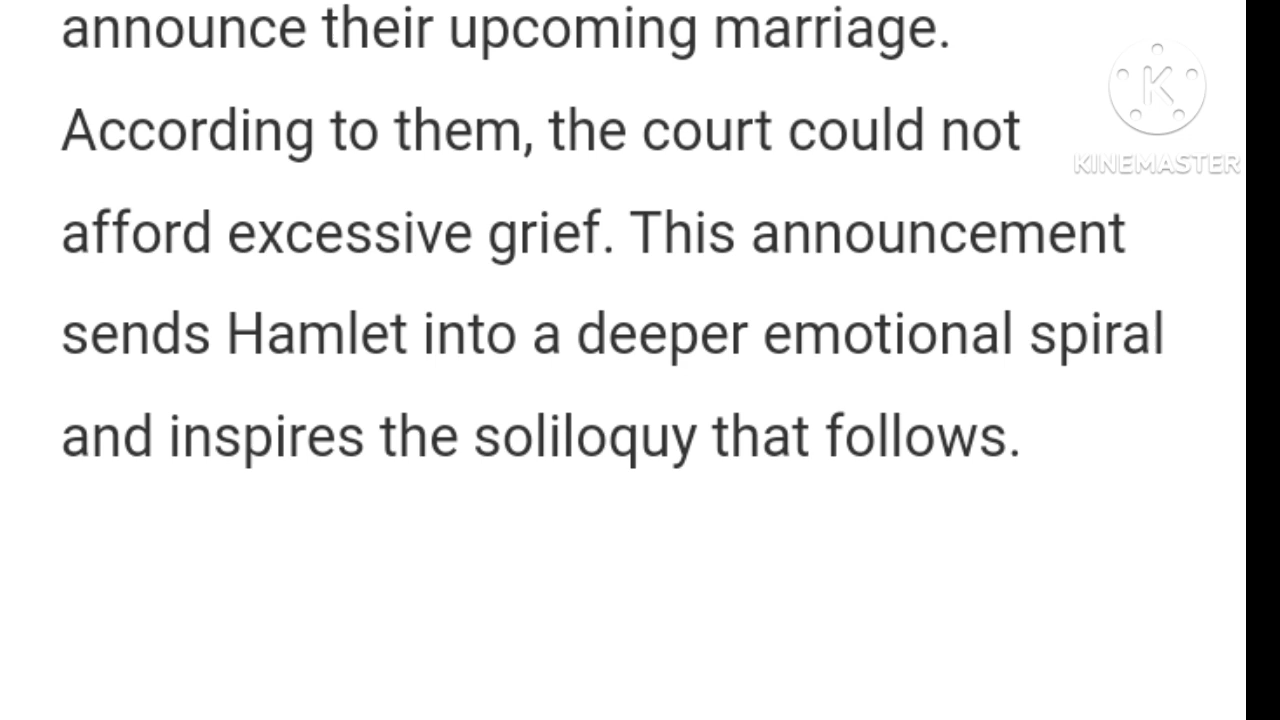 announce their upcoming marriage.
According to them, the court could not
afford excessive grief. This announcement
sends Hamlet into a deeper emotional spiral
and inspires the soliloquy that follows.
K
KINEMASTER